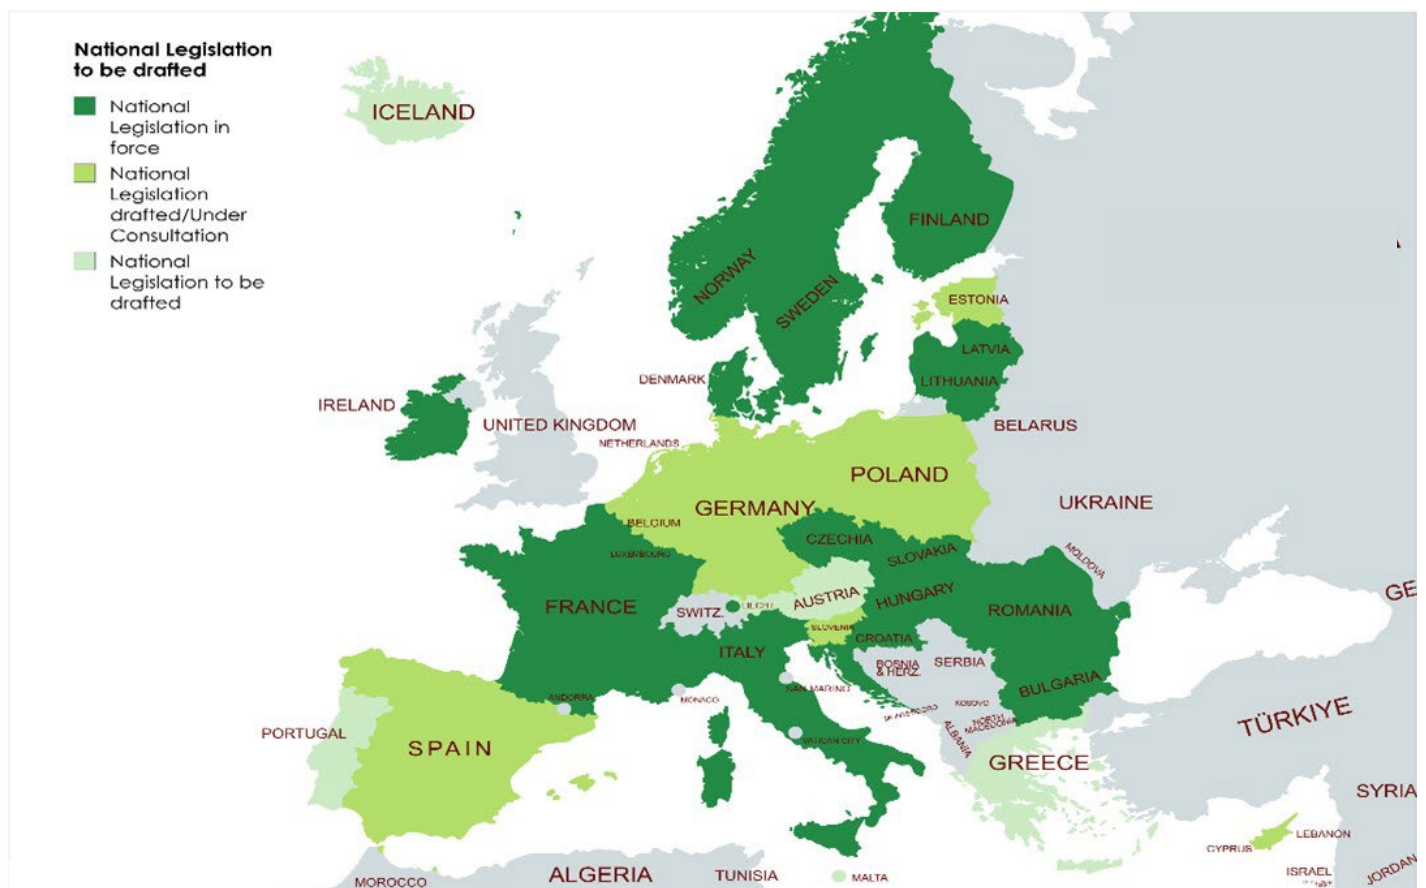 National Legislation
to be drafted
National
Legislation in
force
National
Legislation
drafted/Under
Consultation
National
Legislation to be
drafted
ICELAND
FINLAND
NORWAY
SWEDEN
ESTONIA
LATVIA
LITHUANIA
DENMARK
IRELAND
UNITED KINGDOM
NETHERLANDS
BELARUS
POLAND
GERMANY
UKRAINE
BELGIUM
LUXEMBOURG
CZECHIA
SLOVAKIA
MOLDOVA
FRANCE
SWITZ.
AUSTRIA
HUNGARY
ROMANIA
GE
SLOVENIA
CROATIA
ITALY
BOSNIA
& HERZ.
SERBIA
BULGARIA
ANDORRA
MONACO
SAN MARINO
KOSOVO
NORTH
MACEDONIA
ALBANIA
VATICAN CITY
PORTUGAL
SPAIN
GREECE
TÜRKIYE
SYRIA
CYPRUS
LEBANON
ISRAEL
JORDAN
MOROCCO
ALGERIA
TUNISIA
MALTA